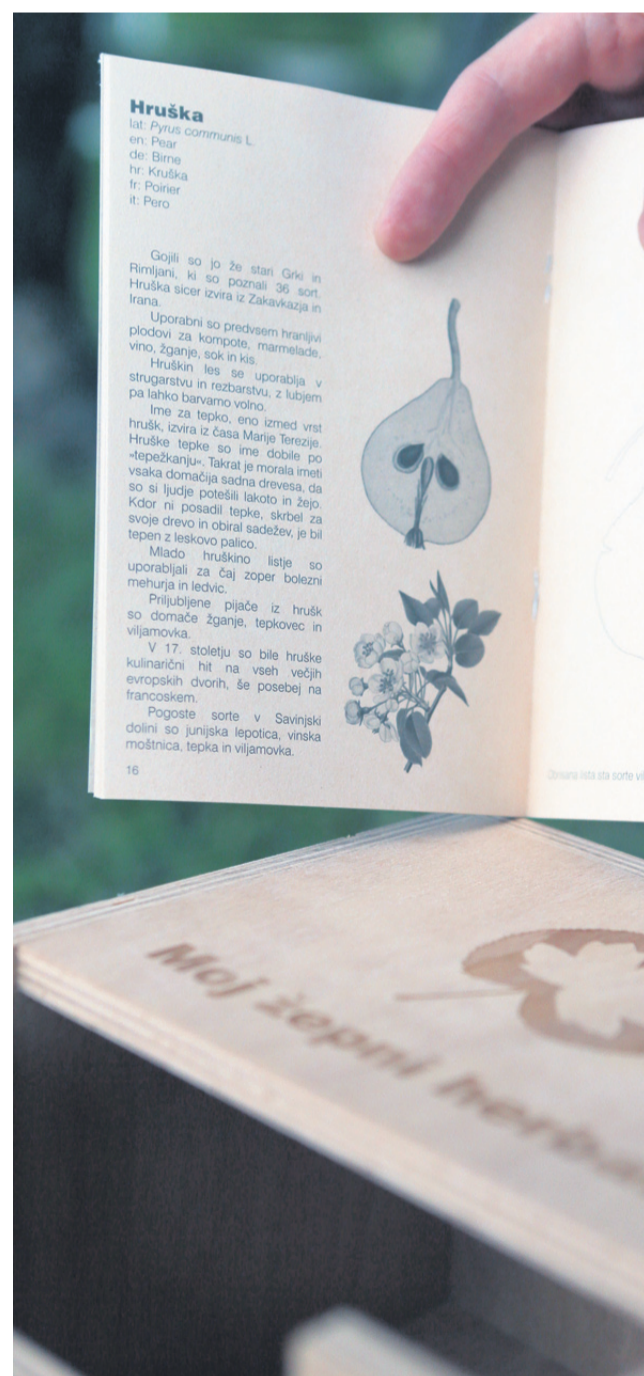 Hruška
lat: Pyrus communis L.
en: Pear
de: Birne
hr: Kruška
fr: Poirier
it: Pero
Gojili so jo že stari Grki in
Rimljani, ki so poznali 36 sort.
Hruška sicer izvira iz Zakavkazja in
Irana.
Uporabni so predvsem hranljivi
plodovi za kompote, marmelade,
vino, žganje, sok in kis.
Hruškin les se uporablja v
strugarstvu in rezbarstvu, z lubjem
pa lahko barvamo volno.
Ime za tepko, eno izmed vrst
hrušk, izvira iz časa Marije Terezije.
Hruške tepke so ime dobile po
»tepežkanju«. Takrat je morala imeti
vsaka domačija sadna drevesa, da
so si ljudje potešili lakoto in žejo.
Kdor ni posadil tepke, skrbel za
svoje drevo in obiral sadežev, je bil
tepen z leskovo palico.
Mlado hruškino listje so
uporabljali za čaj zoper bolezni
mehurja in ledvic.
Priljubljene pijače iz hrušk
so domače žganje, tepkovec in
viljamovka.
V 17. stoletju so bile hruške
kulinarični hit na vseh večjih
evropskih dvorih, še posebej na
francoskem.
Pogoste sorte v Savinjski
dolini so junijska lepotica, vinska
moštnica, tepka in viljamovka.
16
lista sta sorte
Moj žepni